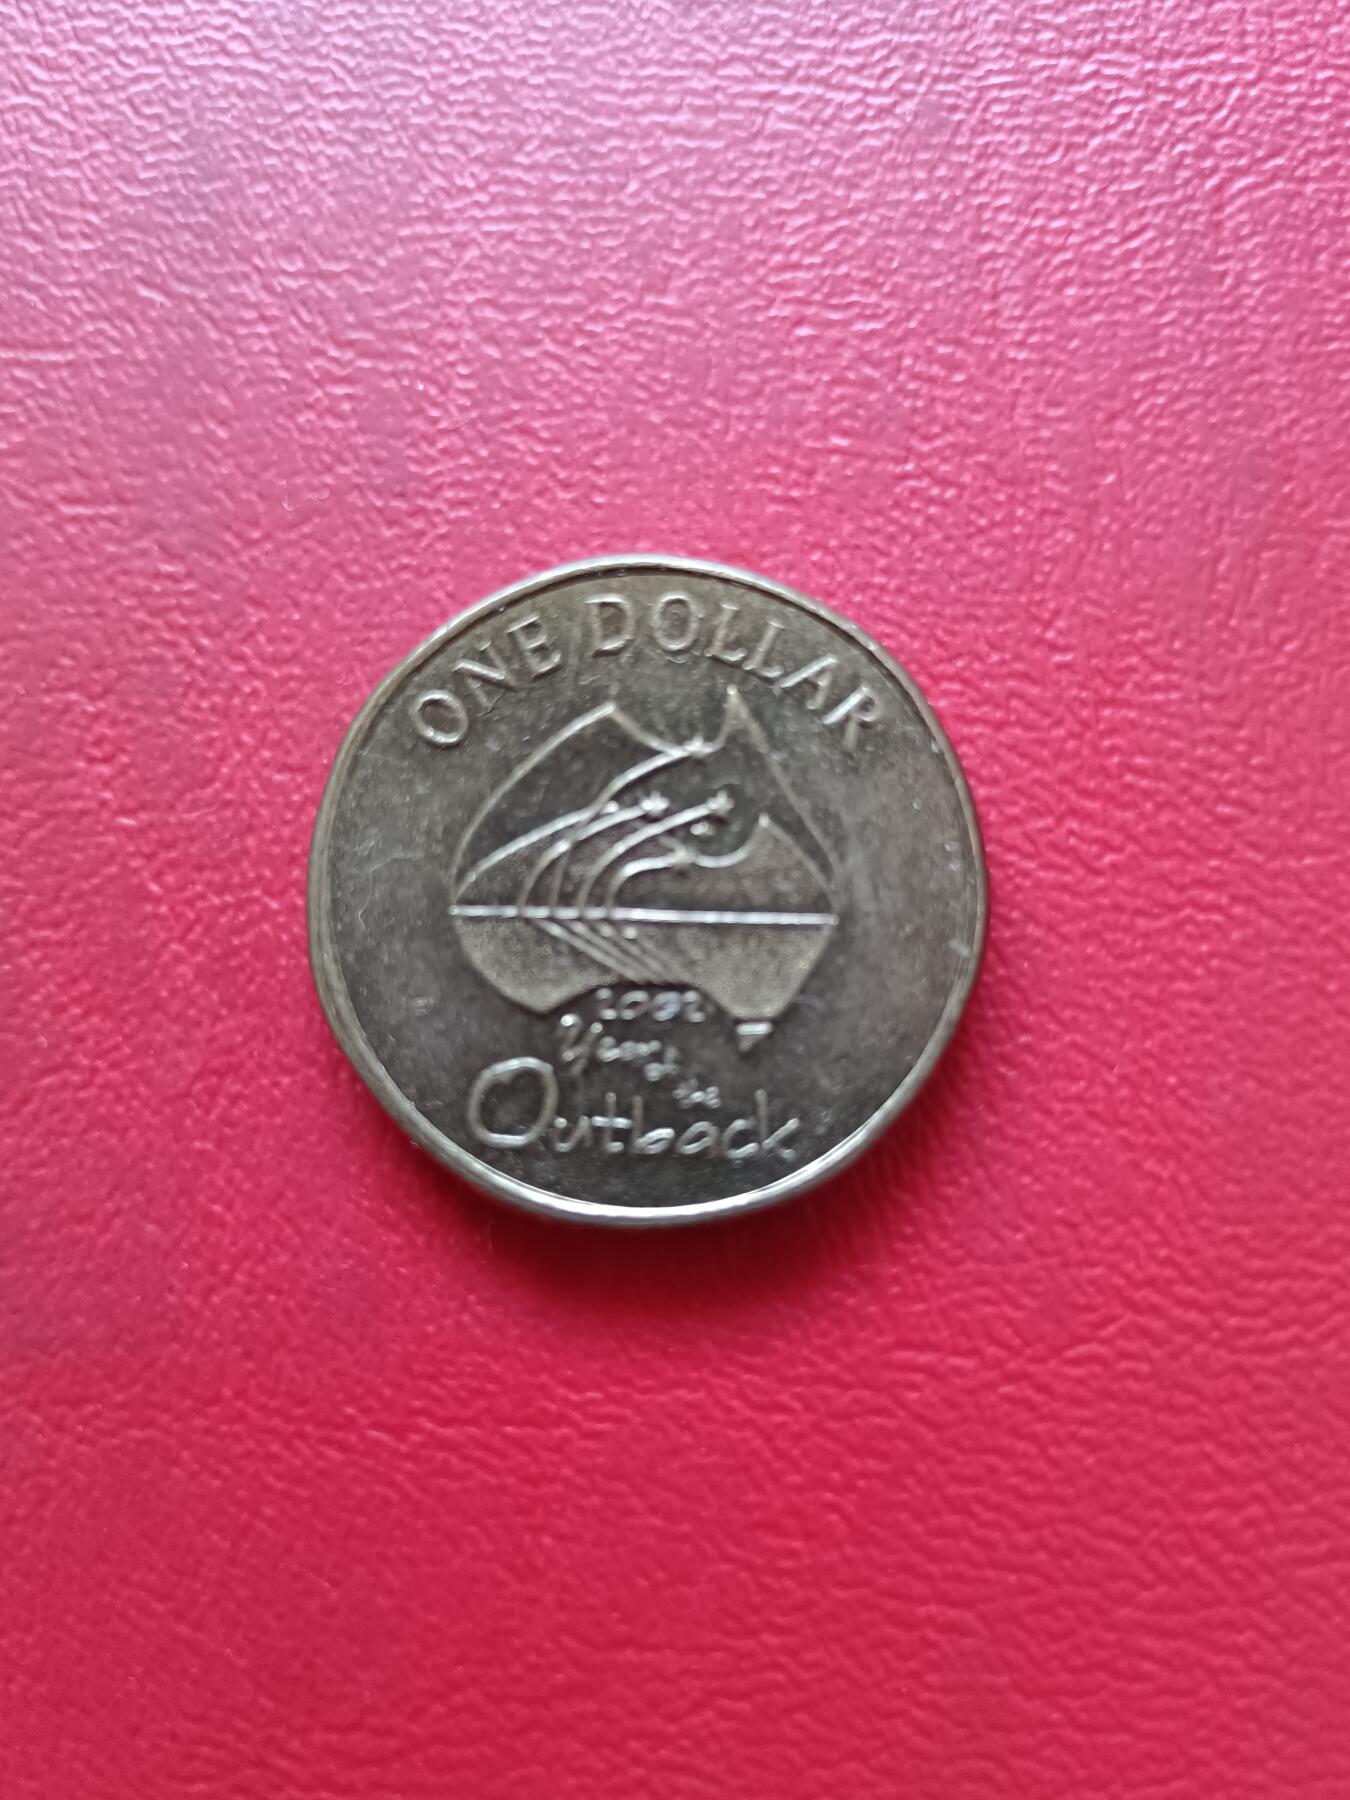 ONE DOLLAR
2002
Year of
the
Outback